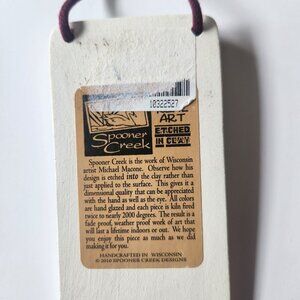 10322527
ART
ETCHED
IN CLAY
Spooner
Creek
Spooner Creek is the work of Wisconsin
artist Michael Macone. Observe how his
design is etched into the clay rather than
just applied to the surface. This gives it a
dimensional quality that can be appreciated
with the hand as well as the eye. All colors
are hand glazed and each piece is kiln fired
twice to nearly 2000 degrees. The result is a
fade proof, weather proof work of art that
will last a lifetime indoors or out. We hope
you enjoy this piece as much as we did
making it for you.
HANDCRAFTED IN WISCONSIN
© 2010 SPOONER CREEK DESIGNS